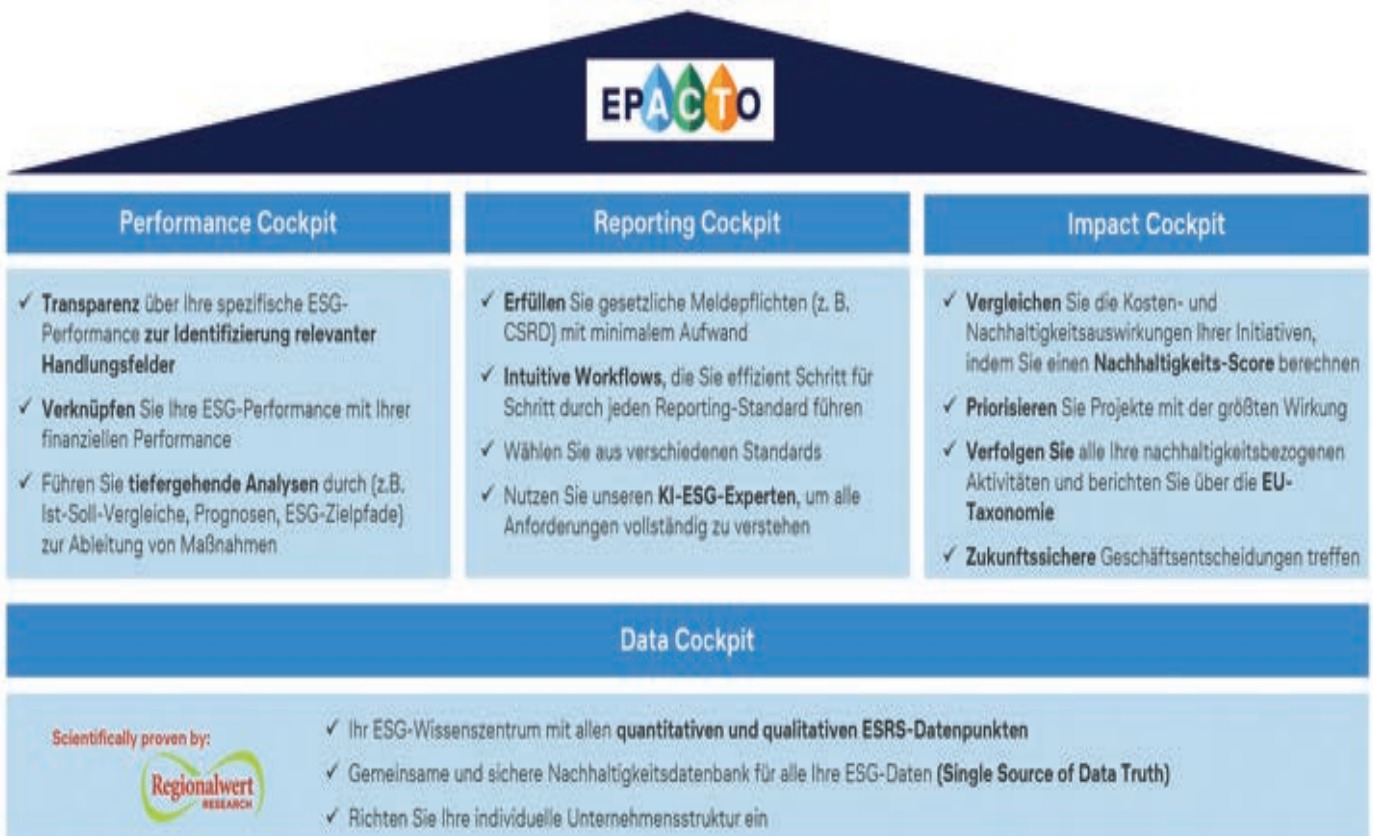 EPACTO
Performance Cockpit
✓ Transparenz über Ihre spezifische ESG-
Performance zur Identifizierung relevanter
Handlungsfelder
✓ Verknüpfen Sie Ihre ESG-Performance mit Ihrer
finanziellen Performance
✓ Führen Sie tiefergehende Analysen durch (z.B.
Ist-Soll-Vergleiche, Prognosen, ESG-Zielpfade)
zur Ableitung von Maßnahmen
Reporting Cockpit
✓ Erfüllen Sie gesetzliche Meldepflichten (z. B.
CSRD) mit minimalem Aufwand
✓ Intuitive Workflows, die Sie effizient Schritt für
Schritt durch jeden Reporting-Standard führen
✓ Wählen Sie aus verschiedenen Standards
✓ Nutzen Sie unseren KI-ESG-Experten, um alle
Anforderungen vollständig zu verstehen
Impact Cockpit
✓ Vergleichen Sie die Kosten- und
Nachhaltigkeitsauswirkungen Ihrer Initiativen,
indem Sie einen Nachhaltigkeits-Score berechnen
✓ Priorisieren Sie Projekte mit der größten Wirkung
✓ Verfolgen Sie alle Ihre nachhaltigkeitsbezogenen
Aktivitäten und berichten Sie über die EU-
Taxonomie
✓ Zukunftssichere Geschäftsentscheidungen treffen
Data Cockpit
Scientifically proven by:
Regionalwert
RESEARCH
✓ Ihr ESG-Wissenszentrum mit allen quantitativen und qualitativen ESRS-Datenpunkten
✓ Gemeinsame und sichere Nachhaltigkeitsdatenbank für alle Ihre ESG-Daten (Single Source of Data Truth)
✓ Richten Sie Ihre individuelle Unternehmensstruktur ein